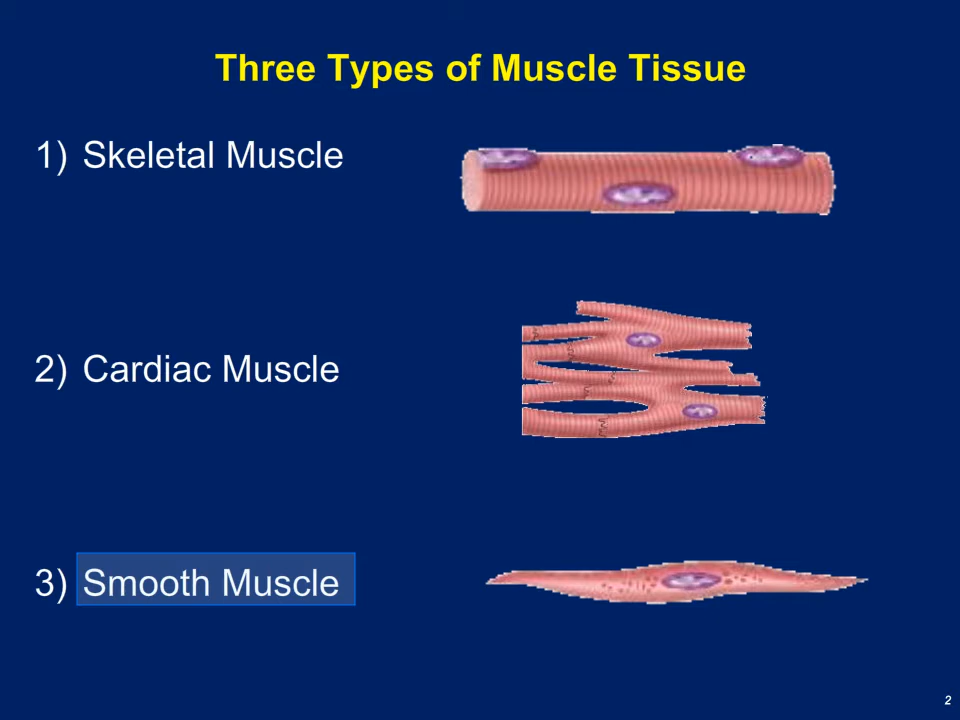 Three Types of Muscle Tissue
1) Skeletal Muscle
2) Cardiac Muscle
3) Smooth Muscle
2